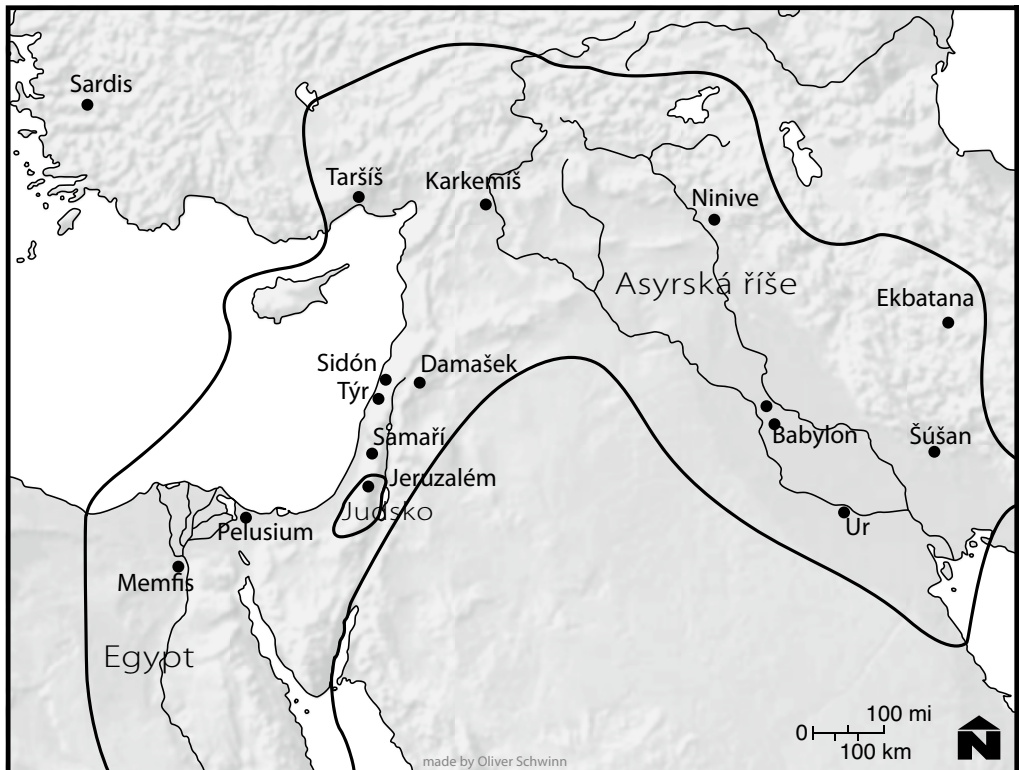 Sardis
Taršíš
Karkemíš
Ninive
Asyrská říše
Ekbatana
Sidón
Damašek
Týr
Samaří
Babylon
Šúšan
Jeruzalém
Judsko
Pelusium
Ur
Memfis
Egypt
100 mi
0
100 km
N
made by Oliver Schwinn